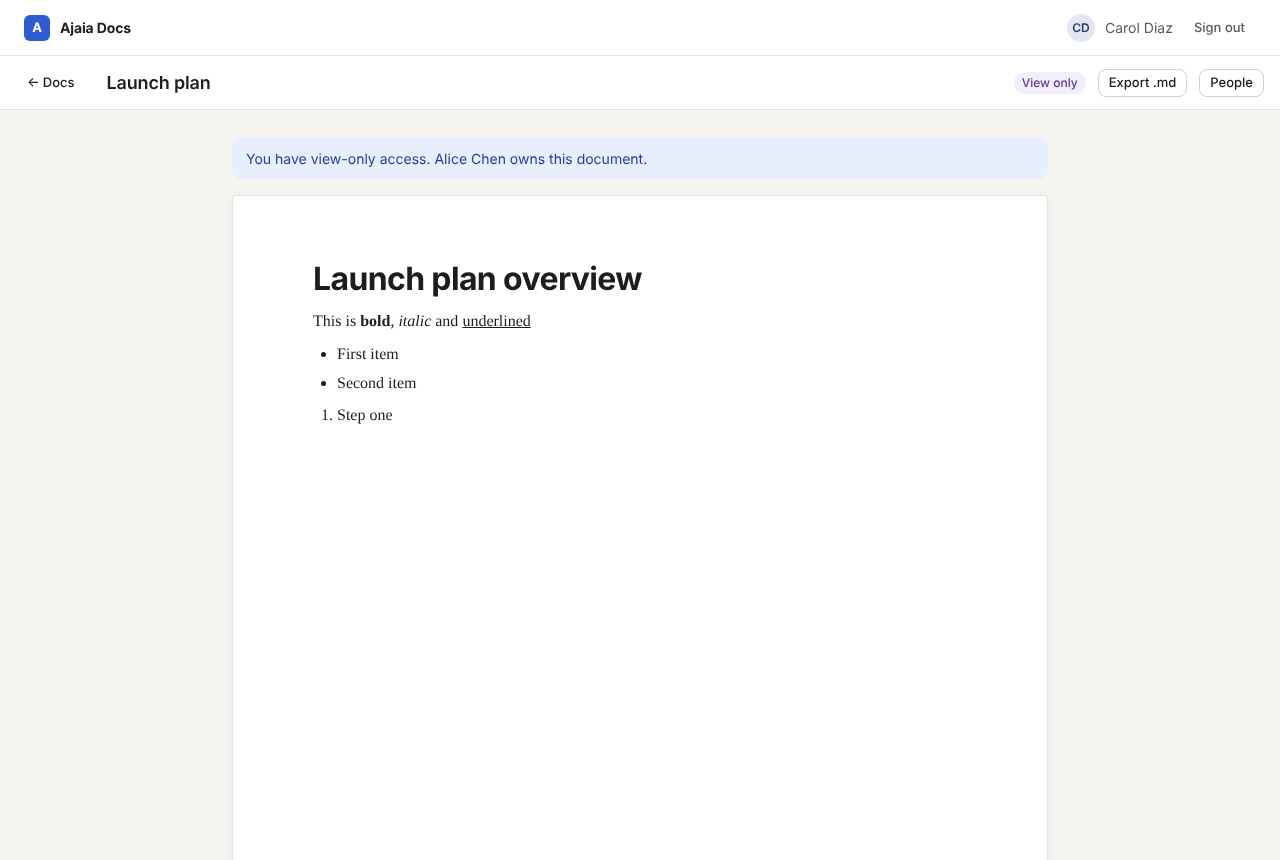 A Ajaia Docs CD Carol Diaz Sign out
← Docs Launch plan View only Export .md People
You have view-only access. Alice Chen owns this document.
Launch plan overview
This is bold, italic and underlined
• First item
• Second item
1. Step one